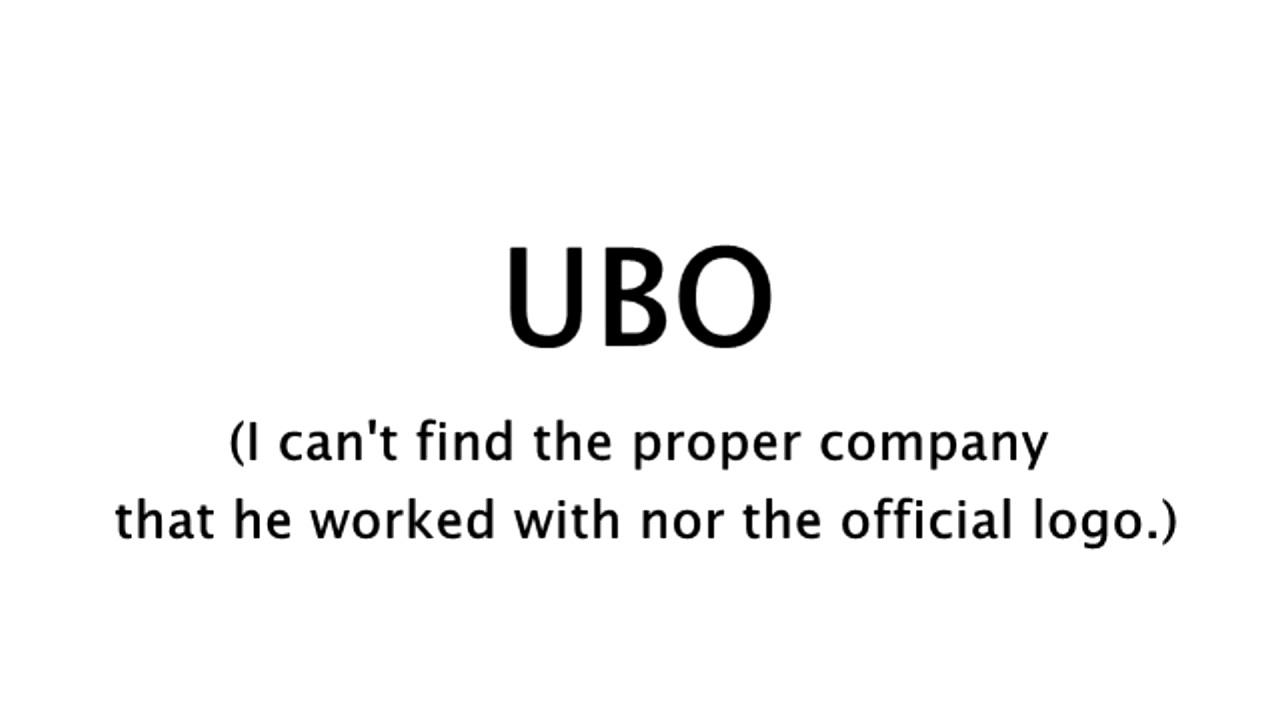 UBO
(I can't find the proper company
that he worked with nor the official logo.)